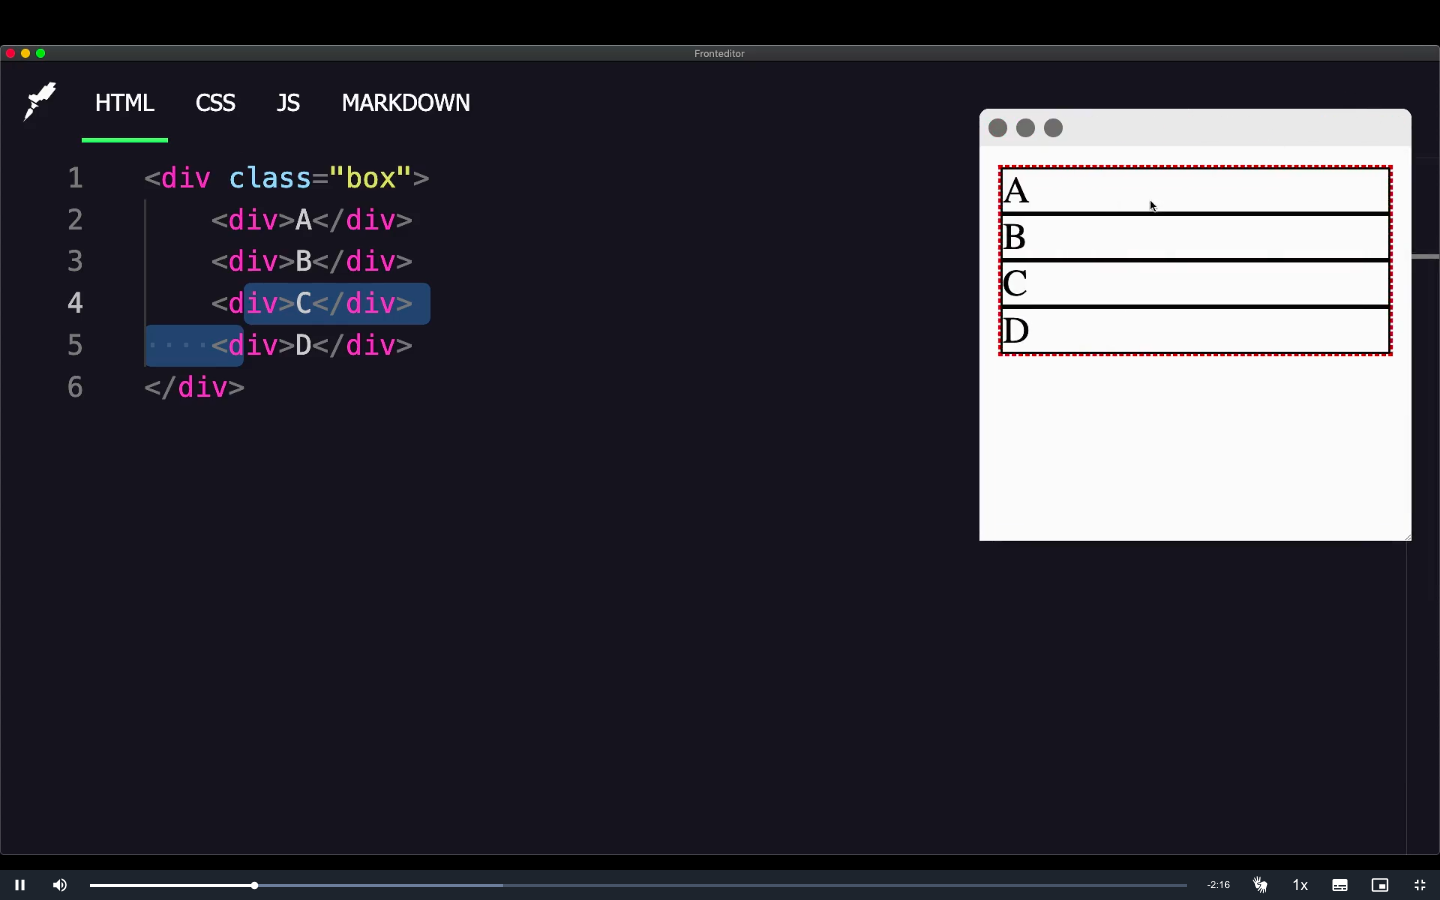 Fronteditor
HTML CSS JS MARKDOWN
1 <div class="box">
2 <div>A</div>
3 <div>B</div>
4 <div>C</div>
5 ····<div>D</div>
6 </div>
A
B
C
D
-2:16 1x